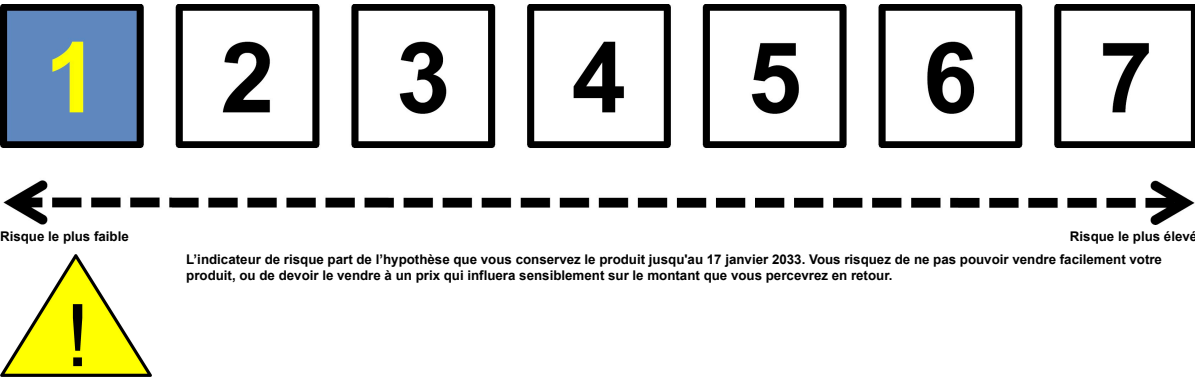 1 2 3 4 5 6 7
Risque le plus faible Risque le plus élevé
L'indicateur de risque part de l’hypothèse que vous conservez le produit jusqu'au 17 janvier 2033. Vous risquez de ne pas pouvoir vendre facilement votre
produit, ou de devoir le vendre à un prix qui influera sensiblement sur le montant que vous percevrez en retour.
!